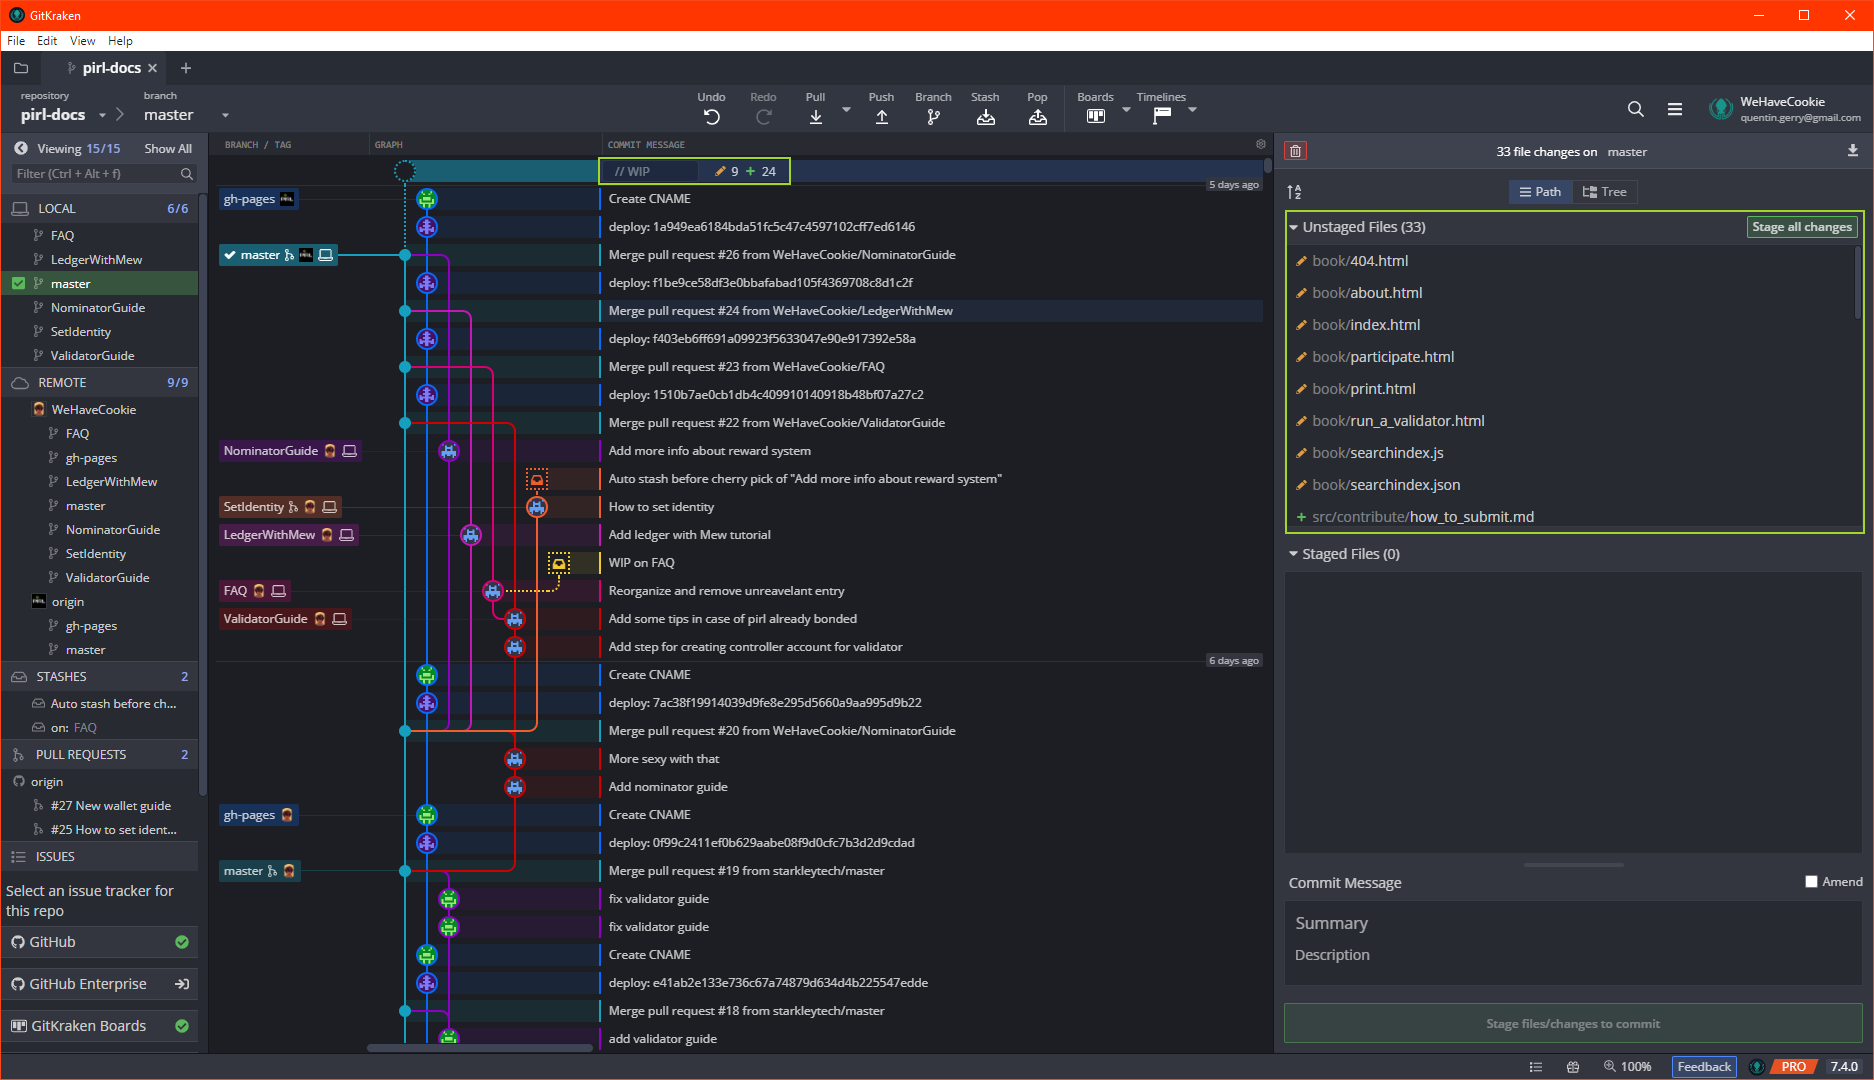 GitKraken
File Edit View Help
pirl-docs
repository
pirl-docs
branch
master
Undo
Redo
Pull
Push
Branch
Stash
Pop
Boards
Timelines
WeHaveCookie
quentin.gerry@gmail.com
Viewing 15/15 Show All
Filter (Ctrl + Alt + f)
LOCAL 6/6
FAQ
LedgerWithMew
master
NominatorGuide
SetIdentity
ValidatorGuide
REMOTE 9/9
WeHaveCookie
FAQ
gh-pages
LedgerWithMew
master
NominatorGuide
SetIdentity
ValidatorGuide
origin
gh-pages
master
STASHES 2
Auto stash before ch...
on: FAQ
PULL REQUESTS 2
origin
#27 New wallet guide
#25 How to set ident...
ISSUES
Select an issue tracker for
this repo
GitHub
GitHub Enterprise
GitKraken Boards
BRANCH / TAG GRAPH COMMIT MESSAGE
// WIP 9 + 24
5 days ago
gh-pages Create CNAME
deploy: 1a949ea6184bda51fc5c47c4597102cff7ed6146
master Merge pull request #26 from WeHaveCookie/NominatorGuide
deploy: f1be9ce58df3e0bbafabad105f4369708c8d1c2f
Merge pull request #24 from WeHaveCookie/LedgerWithMew
deploy: f403eb6ff691a09923f5633047e90e917392e58a
Merge pull request #23 from WeHaveCookie/FAQ
deploy: 1510b7ae0cb1db4c409910140918b48bf07a27c2
Merge pull request #22 from WeHaveCookie/ValidatorGuide
NominatorGuide Add more info about reward system
Auto stash before cherry pick of "Add more info about reward system"
SetIdentity How to set identity
LedgerWithMew Add ledger with Mew tutorial
WIP on FAQ
FAQ Reorganize and remove unreavelant entry
ValidatorGuide Add some tips in case of pirl already bonded
Add step for creating controller account for validator
6 days ago
Create CNAME
deploy: 7ac38f19914039d9fe8e295d5660a9aa995d9b22
Merge pull request #20 from WeHaveCookie/NominatorGuide
More sexy with that
Add nominator guide
gh-pages Create CNAME
deploy: 0f99c2411ef0b629aabe08f9d0cfc7b3d2d9cdad
master Merge pull request #19 from starkleytech/master
fix validator guide
fix validator guide
Create CNAME
deploy: e41ab2e133e736c67a74879d634d4b225547edde
Merge pull request #18 from starkleytech/master
add validator guide
33 file changes on master
Path Tree
Unstaged Files (33) Stage all changes
book/404.html
book/about.html
book/index.html
book/participate.html
book/print.html
book/run_a_validator.html
book/searchindex.js
book/searchindex.json
+ src/contribute/how_to_submit.md
Staged Files (0)
Commit Message Amend
Summary
Description
Stage files/changes to commit
100% Feedback PRO 7.4.0